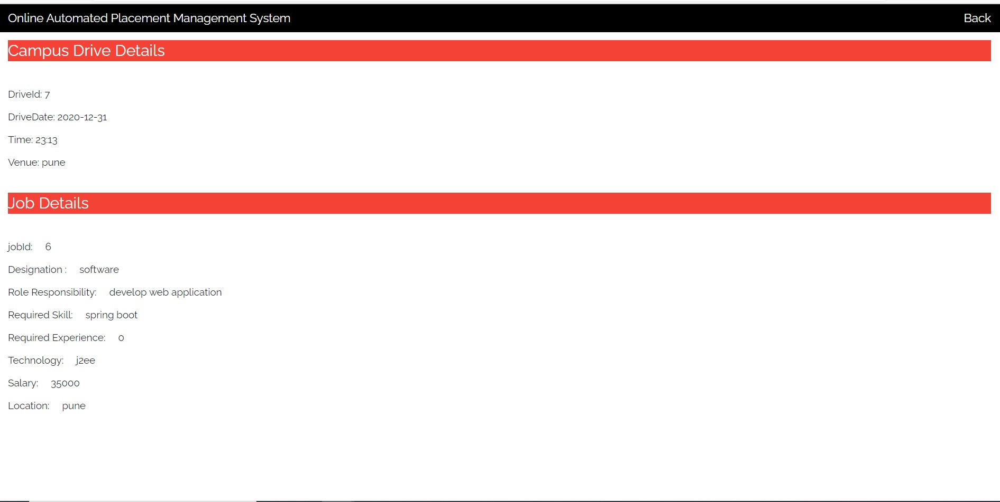 Online Automated Placement Management System Back
Campus Drive Details
DriveId: 7
DriveDate: 2020-12-31
Time: 23:13
Venue: pune
Job Details
jobId: 6
Designation : software
Role Responsibility: develop web application
Required Skill: spring boot
Required Experience: 0
Technology: j2ee
Salary: 35000
Location: pune